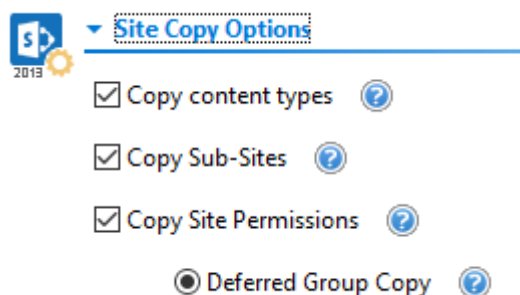 Site Copy Options
2013
Copy content types
Copy Sub-Sites
Copy Site Permissions
Deferred Group Copy